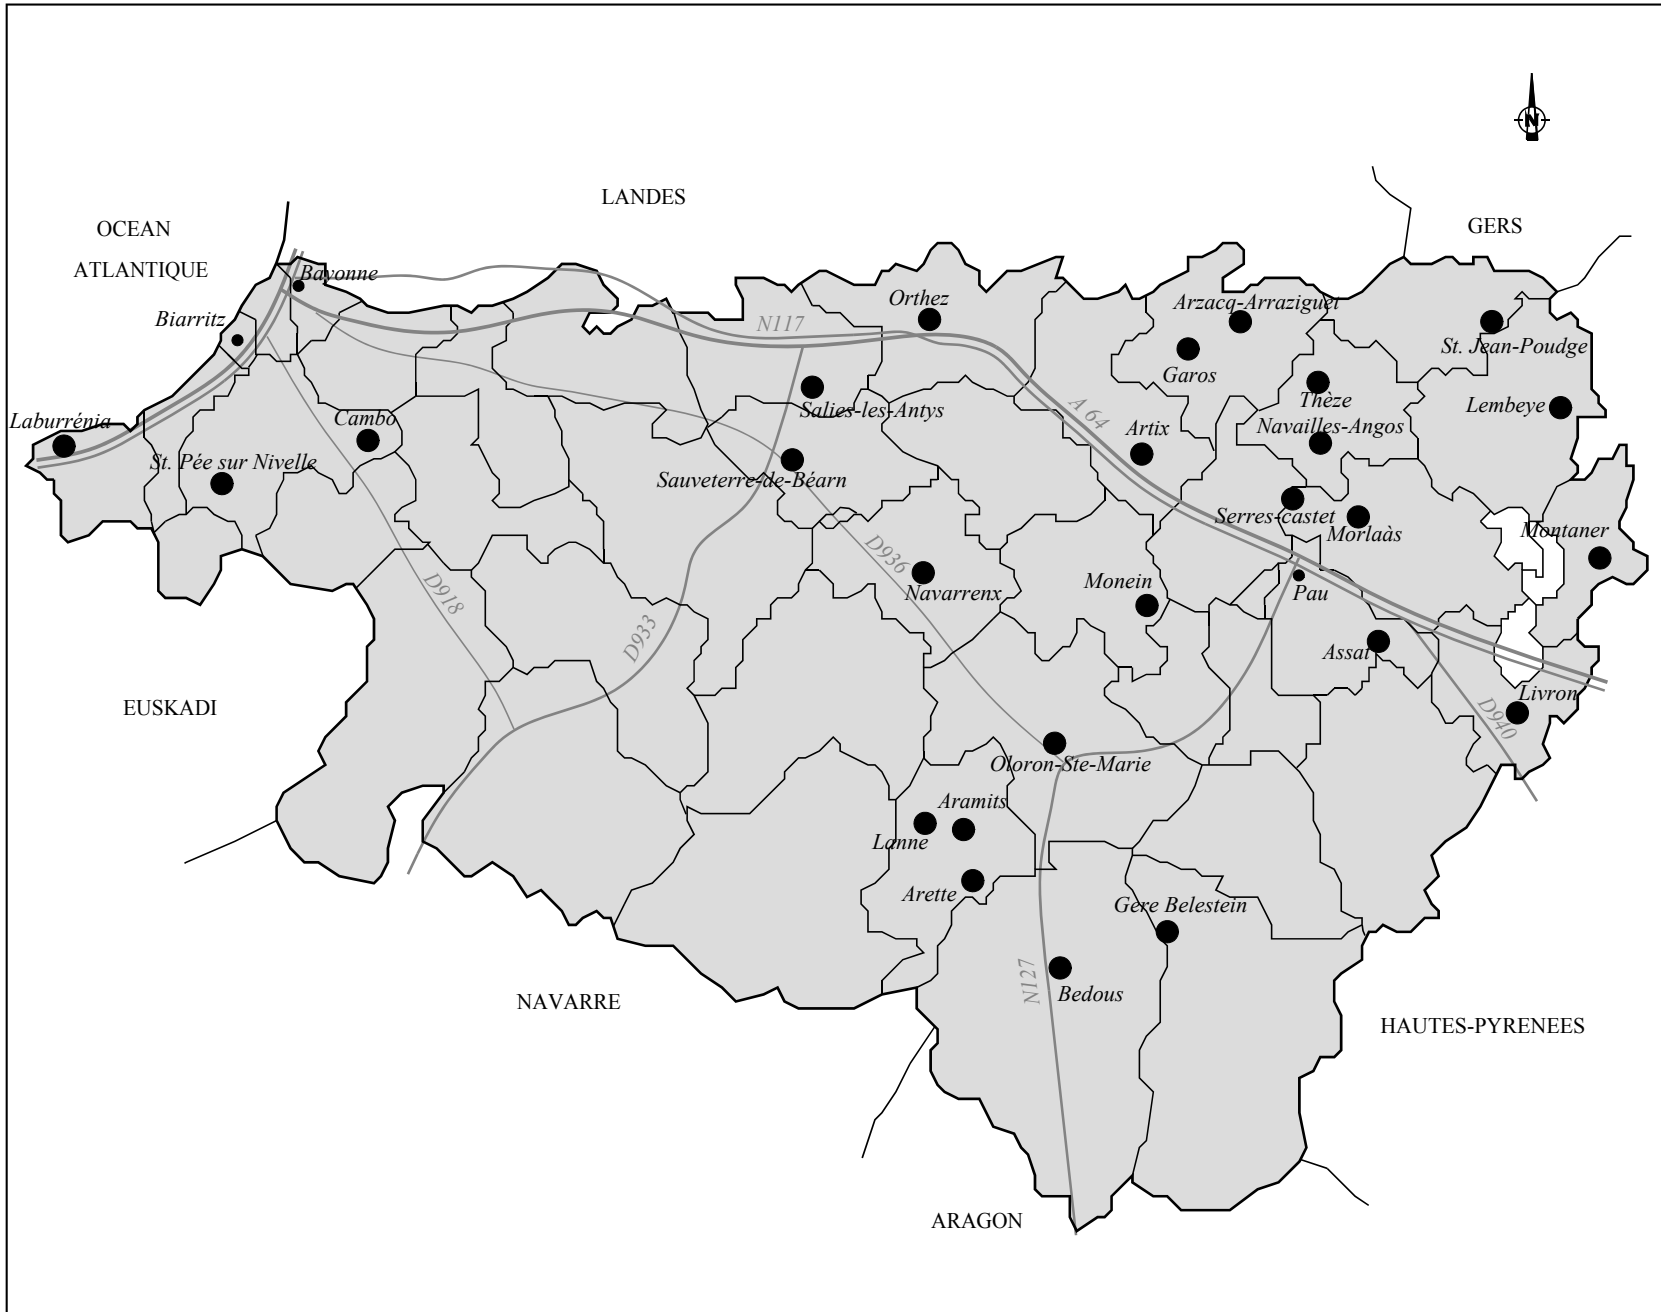 N
LANDES
OCEAN
ATLANTIQUE
GERS
Bayonne
Biarritz
Orthez
Arzacq-Arraziguet
N117
St. Jean-Poudge
Garos
Thèze
Salies-les-Antys
Lembeye
Laburrénia
Cambo
A 64
Artix
Navailles-Angos
St. Pée sur Nivelle
Sauveterre-de-Béarn
Serres-castet
Morlaàs
Montaner
D936
D918
Navarrenx
Monein
Pau
D933
Assat
EUSKADI
Livron
D940
Oloron-Ste-Marie
Aramits
Lanne
Arette
Gere Belestein
N127
Bedous
NAVARRE
HAUTES-PYRENEES
ARAGON